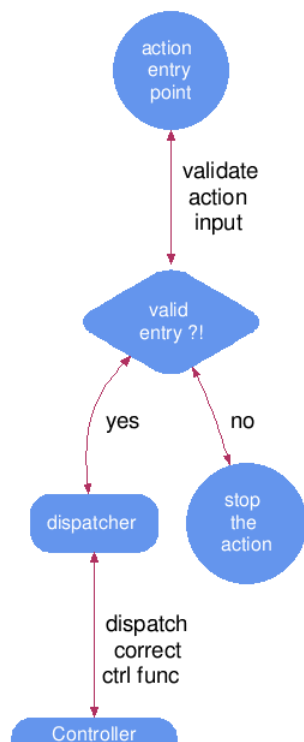 action
entry
point
validate
action
input
valid
entry ?!
yes
no
dispatcher
stop
the
action
dispatch
correct
ctrl func
Controller